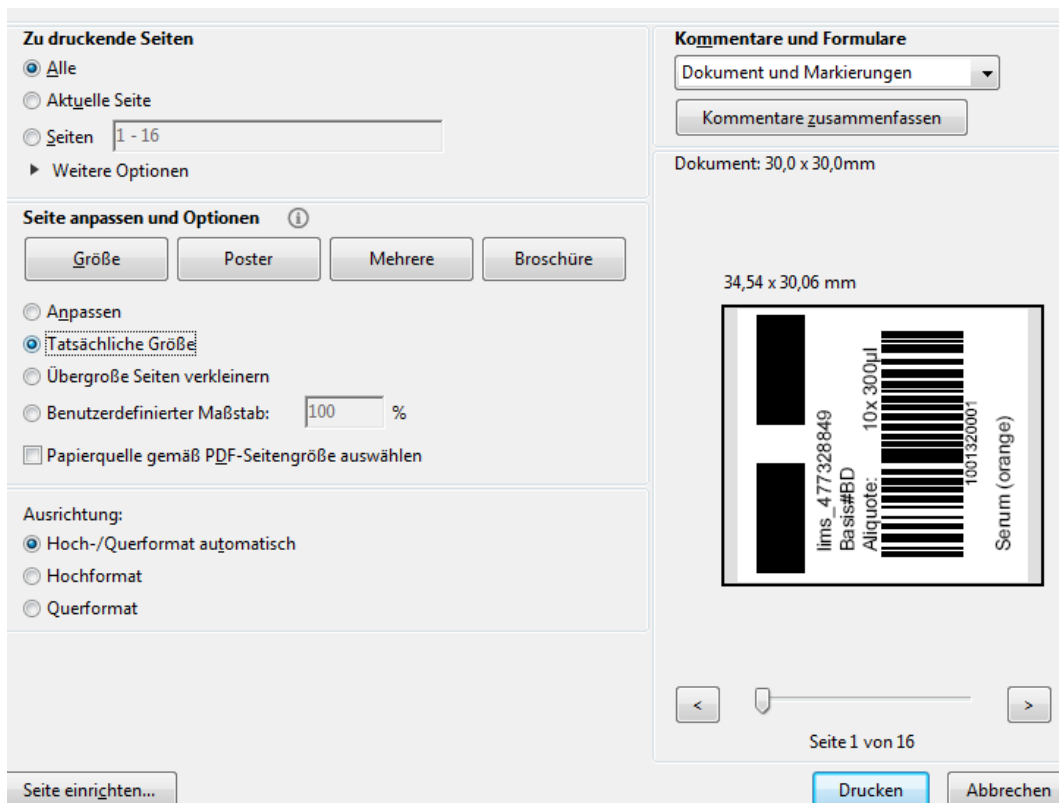 Zu druckende Seiten
Alle
Aktuelle Seite
Seiten 1 - 16
Weitere Optionen
Seite anpassen und Optionen
Größe Poster Mehrere Broschüre
Anpassen
Tatsächliche Größe
Übergroße Seiten verkleinern
Benutzerdefinierter Maßstab: 100 %
Papierquelle gemäß PDF-Seitengröße auswählen
Ausrichtung:
Hoch-/Querformat automatisch
Hochformat
Querformat
Seite einrichten...
Kommentare und Formulare
Dokument und Markierungen
Kommentare zusammenfassen
Dokument: 30,0 x 30,0mm
34,54 x 30,06 mm
lims_477328849
Basis#BD
Aliquote: 10x 300µl
1001320001
Serum (orange)
< >
Seite 1 von 16
Drucken Abbrechen